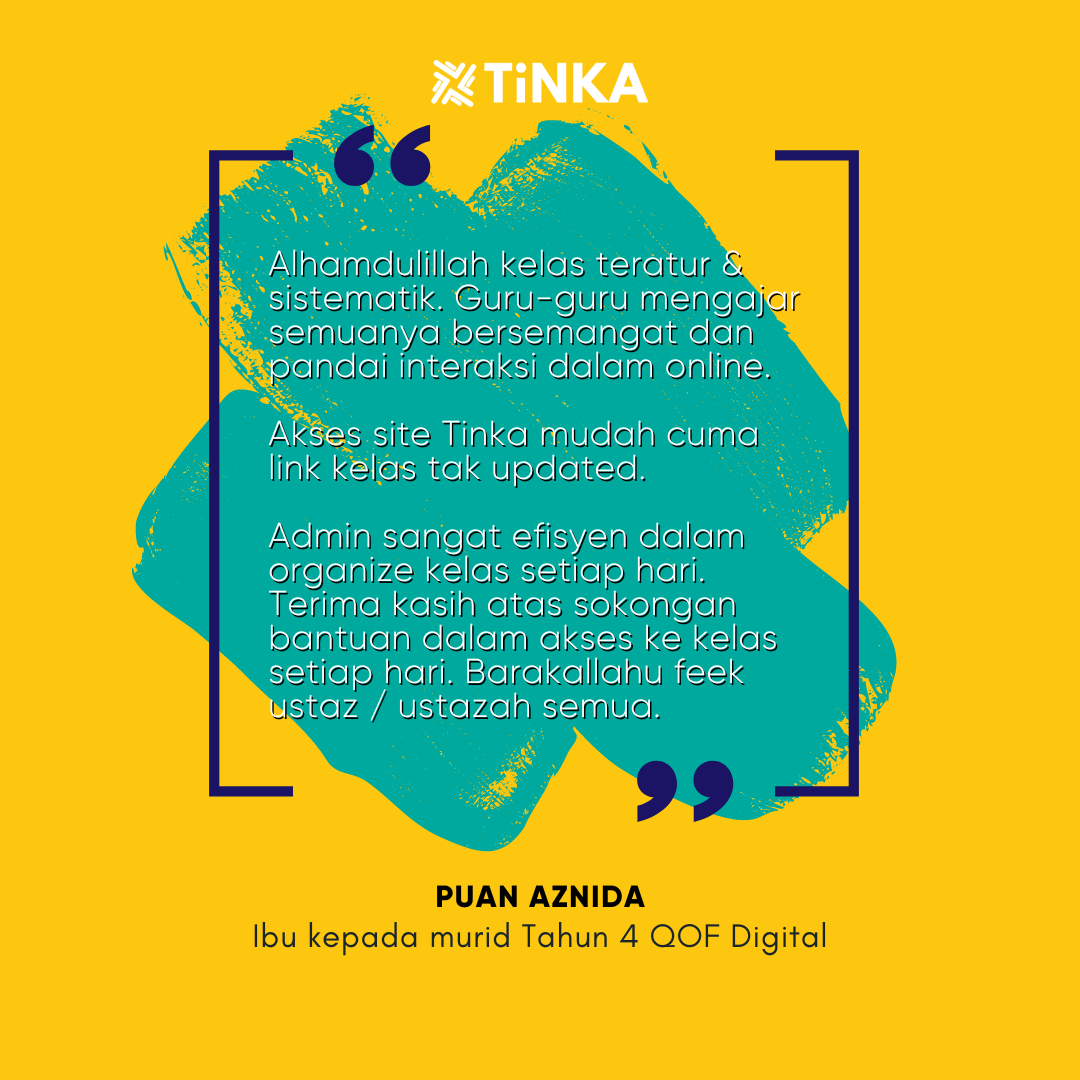 TiNKA
“
Alhamdulillah kelas teratur &
sistematik. Guru-guru mengajar
semuanya bersemangat dan
pandai interaksi dalam online.
Akses site Tinka mudah cuma
link kelas tak updated.
Admin sangat efisyen dalam
organize kelas setiap hari.
Terima kasih atas sokongan
bantuan dalam akses ke kelas
setiap hari. Barakallahu feek
ustaz / ustazah semua.
”
PUAN AZNIDA
Ibu kepada murid Tahun 4 QOF Digital